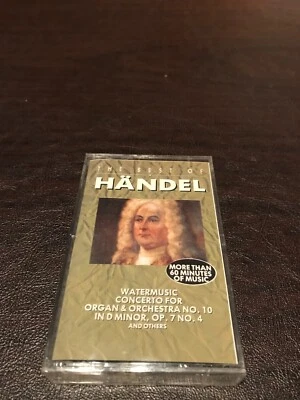 THE BEST OF
HÄNDEL
MORE THAN
60 MINUTES
OF MUSIC
WATERMUSIC
CONCERTO FOR
ORGAN & ORCHESTRA NO. 10
IN D MINOR, OP. 7 NO. 4
AND OTHERS